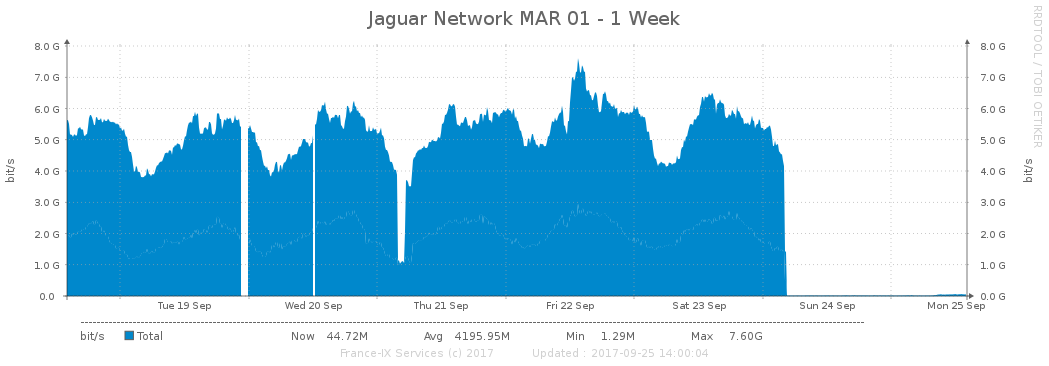 Jaguar Network MAR 01 - 1 Week
RRDTOOL / TOBI OETIKER
bit/s
8.0 G 8.0 G
7.0 G 7.0 G
6.0 G 6.0 G
5.0 G 5.0 G
4.0 G 4.0 G
3.0 G 3.0 G
2.0 G 2.0 G
1.0 G 1.0 G
0.0 0.0 G
bit/s
Tue 19 Sep Wed 20 Sep Thu 21 Sep Fri 22 Sep Sat 23 Sep Sun 24 Sep Mon 25 Sep
bit/s Total Now 44.72M Avg 4195.95M Min 1.29M Max 7.60G
France-IX Services (c) 2017 Updated : 2017-09-25 14:00:04